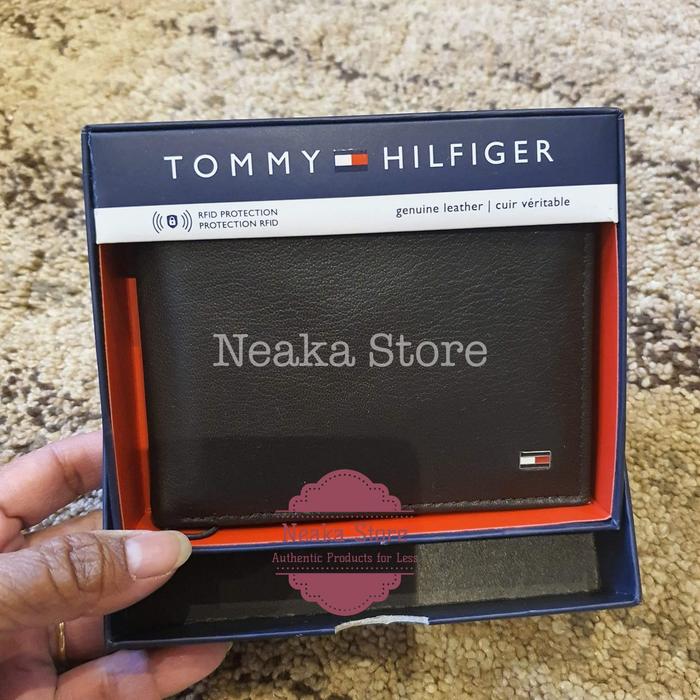 TOMMY HILFIGER
RFID PROTECTION
PROTECTION RFID
genuine leather | cuir véritable
Neaka Store
Neaka Store
Authentic Products for Less